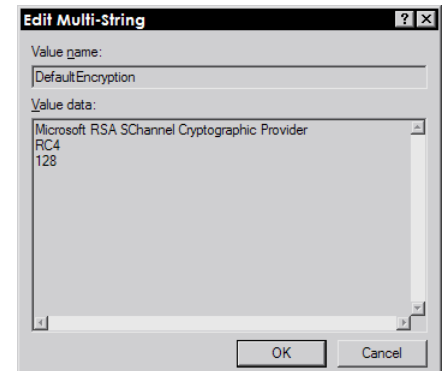 Edit Multi-String
? X
Value name:
DefaultEncryption
Value data:
Microsoft RSA SChannel Cryptographic Provider
RC4
128
OK Cancel